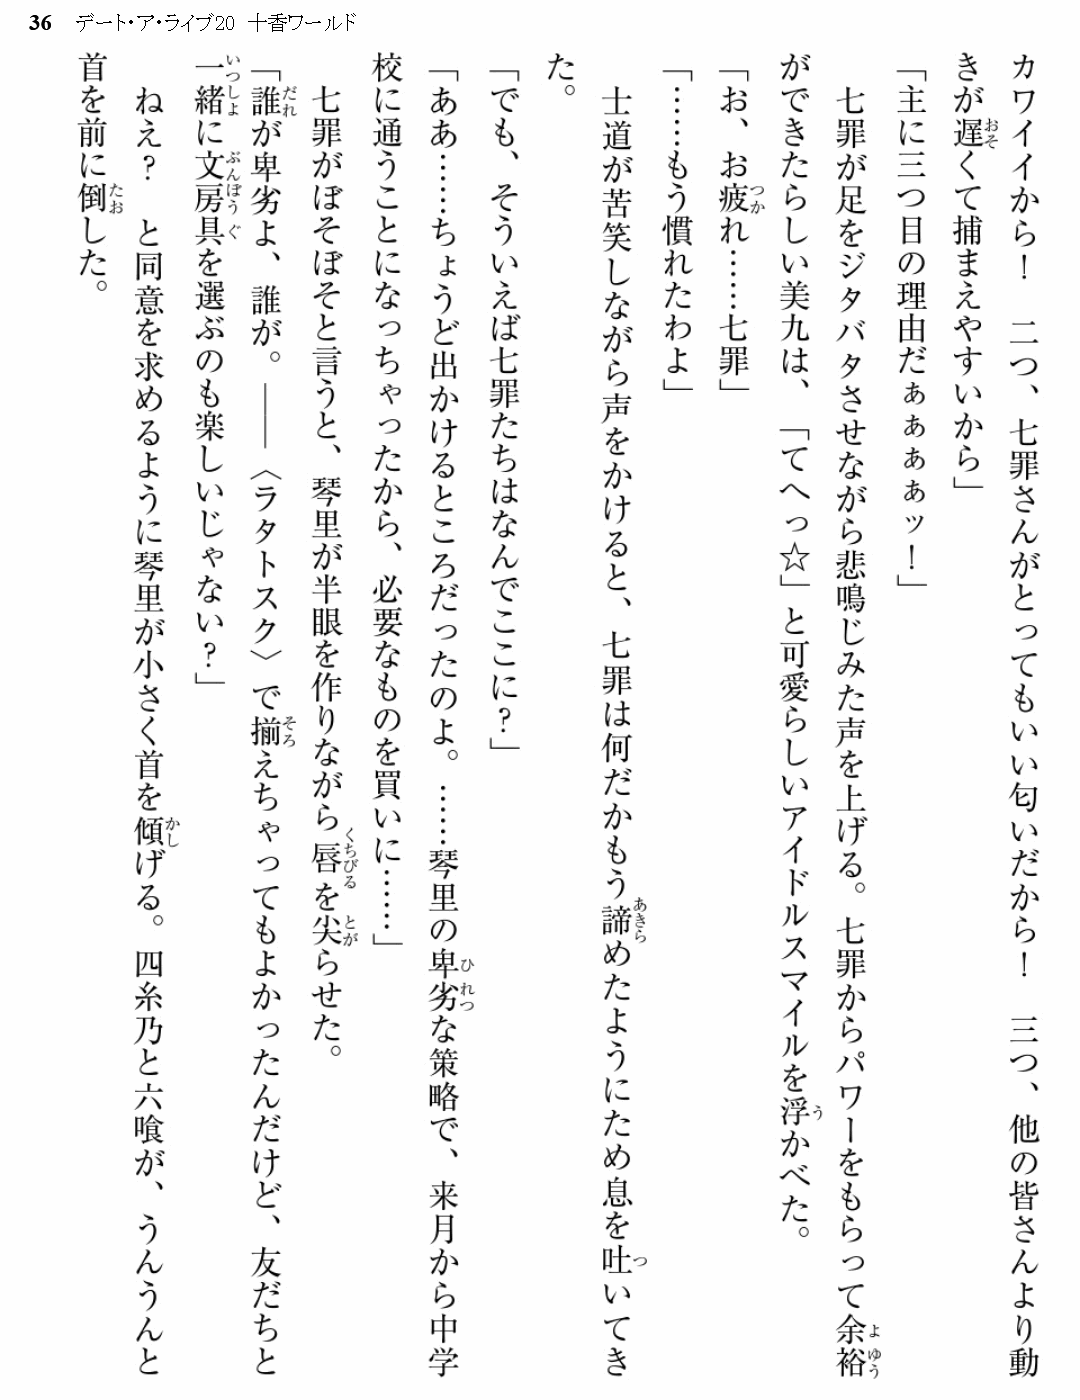 36 デート・ア・ライブ20 十香ワールド
カワイイから！　二つ、七罪さんがとってもいい匂いだから！　三つ、他の皆さんより動
きが遅くて捕まえやすいから」
「主に三つ目の理由だぁぁぁぁッ！」
　七罪が足をジタバタさせながら悲鳴じみた声を上げる。七罪からパワーをもらって余裕
ができたらしい美九は、「てへっ☆」と可愛らしいアイドルスマイルを浮かべた。
「お、お疲れ……七罪」
「……もう慣れたわよ」
　士道が苦笑しながら声をかけると、七罪は何だかもう諦めたようにため息を吐いてき
た。
「でも、そういえば七罪たちはなんでここに？」
「ああ……ちょうど出かけるところだったのよ。……琴里の卑劣な策略で、来月から中学
校に通うことになっちゃったから、必要なものを買いに……」
　七罪がぼそぼそと言うと、琴里が半眼を作りながら唇を尖らせた。
「誰が卑劣よ、誰が。――〈ラタトスク〉で揃えちゃってもよかったんだけど、友だちと
一緒に文房具を選ぶのも楽しいじゃない？」
　ねえ？　と同意を求めるように琴里が小さく首を傾げる。四糸乃と六喰が、うんうんと
首を前に倒した。